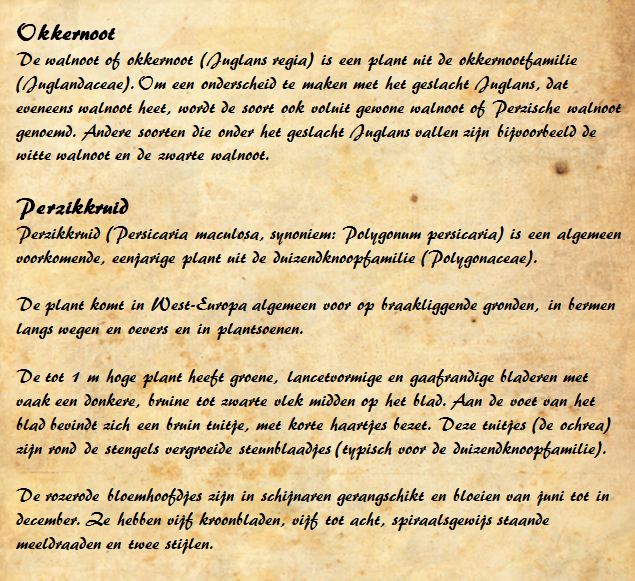 Okkernoot
De walnoot of okkernoot (Juglans regia) is een plant uit de okkernootfamilie
(Juglandaceae). Om een onderscheid te maken met het geslacht Juglans, dat
eveneens walnoot heet, wordt de soort ook voluit gewone walnoot of Perzische walnoot
genoemd. Andere soorten die onder het geslacht Juglans vallen zijn bijvoorbeeld de
witte walnoot en de zwarte walnoot.
Perzikkruid
Perzikkruid (Persicaria maculosa, synoniem: Polygonum persicaria) is een algemeen
voorkomende, eenjarige plant uit de duizendknoopfamilie (Polygonaceae).
De plant komt in West-Europa algemeen voor op braakliggende gronden, in bermen
langs wegen en oevers en in plantsoenen.
De tot 1 m hoge plant heeft groene, lancetvormige en gaafrandige bladeren met
vaak een donkere, bruine tot zwarte vlek midden op het blad. Aan de voet van het
blad bevindt zich een bruin tuitje, met korte haartjes bezet. Deze tuitjes (de ochrea)
zijn rond de stengels vergroeide steunblaadjes (typisch voor de duizendknoopfamilie).
De rozerode bloemhoofdjes zijn in schijnaren gerangschikt en bloeien van juni tot in
december. Ze hebben vijf kroonbladen, vijf tot acht, spiraalsgewijs staande
meeldraaden en twee stijlen.